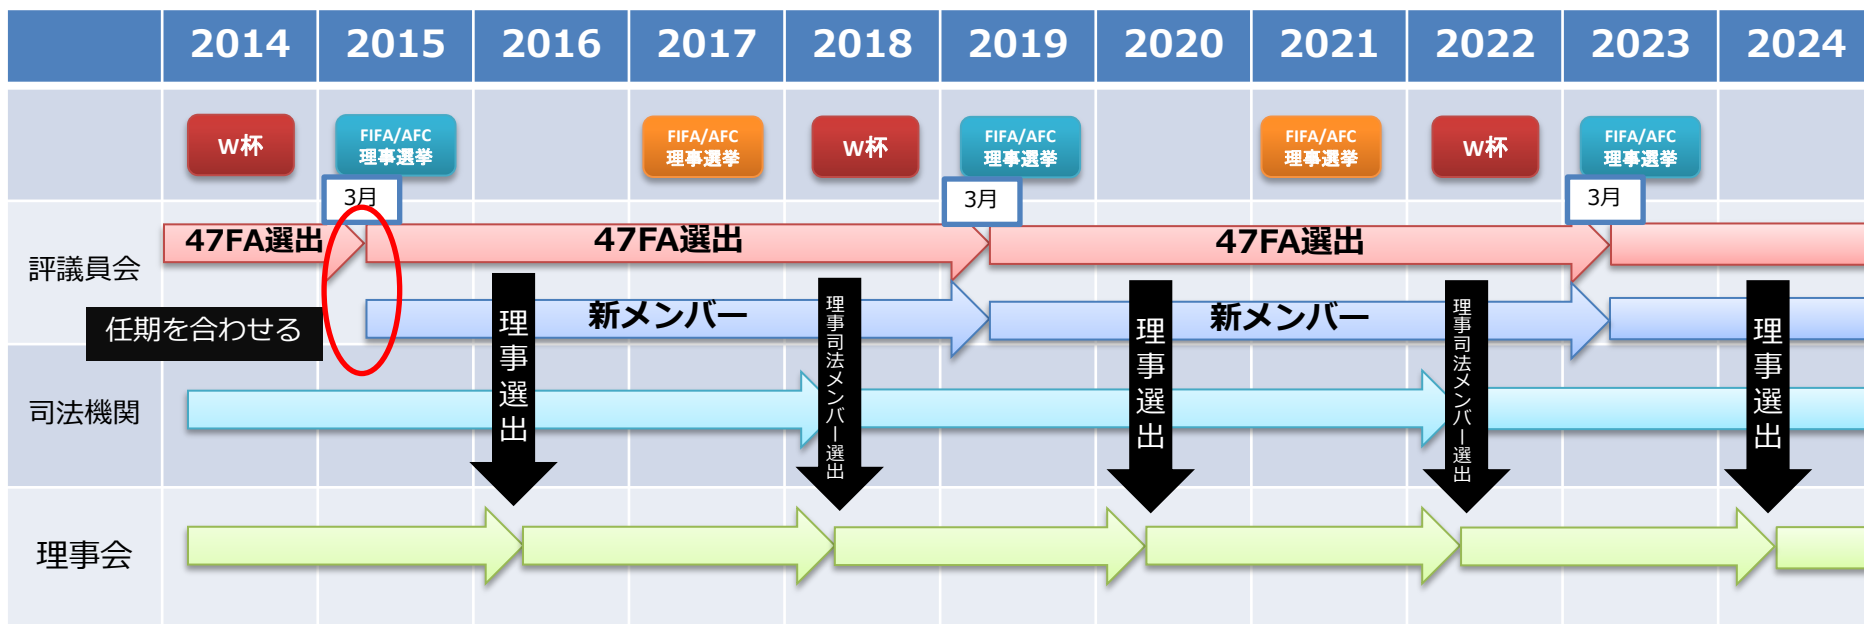 2014 2015 2016 2017 2018 2019 2020 2021 2022 2023 2024
W杯
FIFA/AFC
理事選挙
FIFA/AFC
理事選挙
W杯
FIFA/AFC
理事選挙
FIFA/AFC
理事選挙
W杯
FIFA/AFC
理事選挙
3月
3月
3月
評議員会
47FA選出
47FA選出
47FA選出
新メンバー
新メンバー
任期を合わせる
理事選出
理事司法メンバー選出
理事選出
理事司法メンバー選出
理事選出
司法機関
理事会